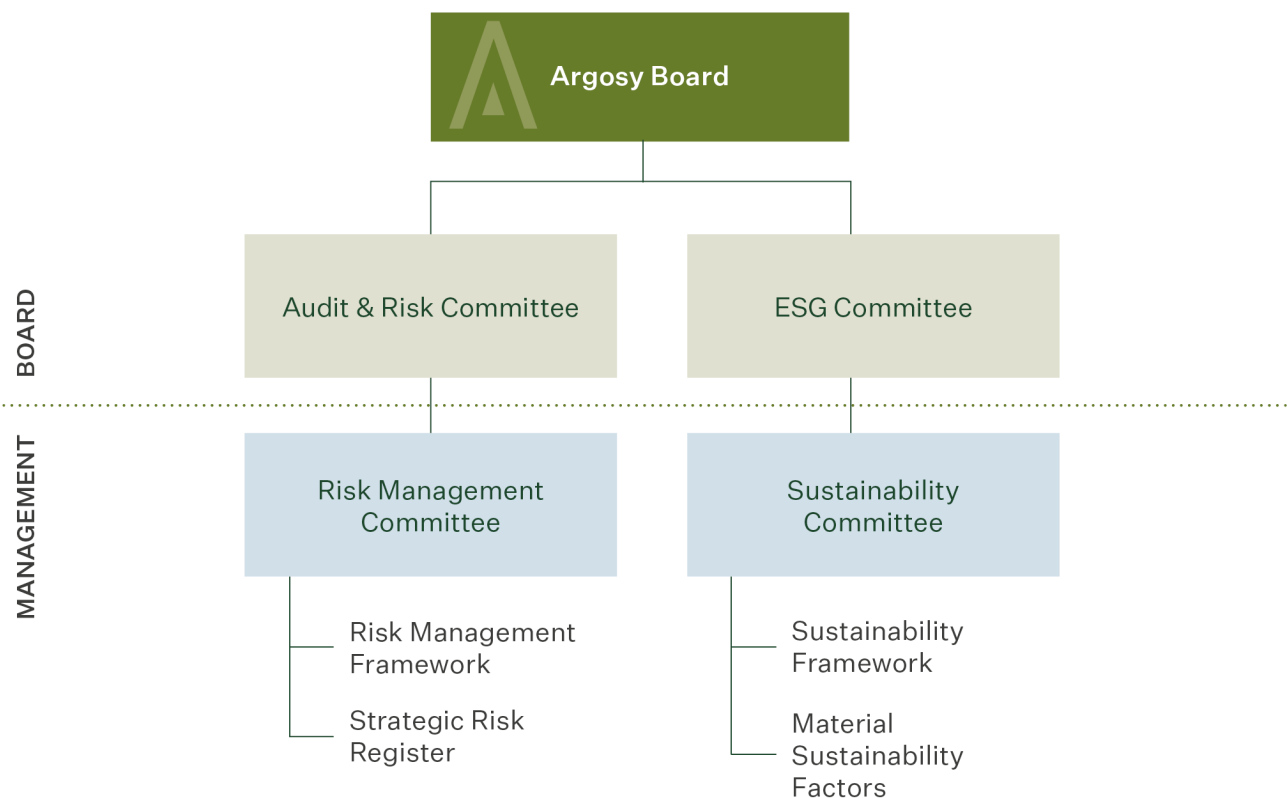 Argosy Board
BOARD
Audit & Risk Committee
ESG Committee
MANAGEMENT
Risk Management
Committee
Sustainability
Committee
Risk Management
Framework
Strategic Risk
Register
Sustainability
Framework
Material
Sustainability
Factors